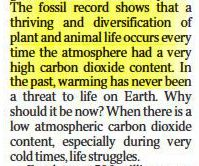 The fossil record shows that a
thriving and diversification of
plant and animal life occurs every
time the atmosphere had a very
high carbon dioxide content. In
the past, warming has never been
a threat to life on Earth. Why
should it be now? When there is a
low atmospheric carbon dioxide
content, especially during very
cold times, life struggles.